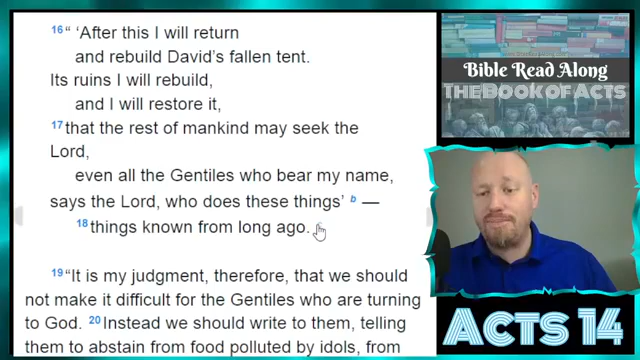 16“ ‘After this I will return
and rebuild David’s fallen tent.
Its ruins I will rebuild,
and I will restore it,
17that the rest of mankind may seek the
Lord,
even all the Gentiles who bear my name,
says the Lord, who does these things’ b —
18things known from long ago.
19“It is my judgment, therefore, that we should
not make it difficult for the Gentiles who are turning
to God. 20 Instead we should write to them, telling
them to abstain from food polluted by idols, from
Bible Read Along
THE BOOK OF ACTS
ACTS 14